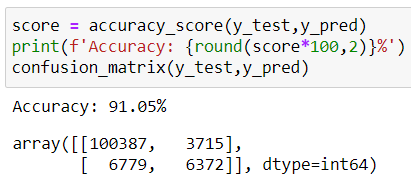 score = accuracy_score(y_test,y_pred)
print(f'Accuracy: {round(score*100,2)}%')
confusion_matrix(y_test,y_pred)
Accuracy: 91.05%
array([[100387,   3715],
       [  6779,   6372]], dtype=int64)